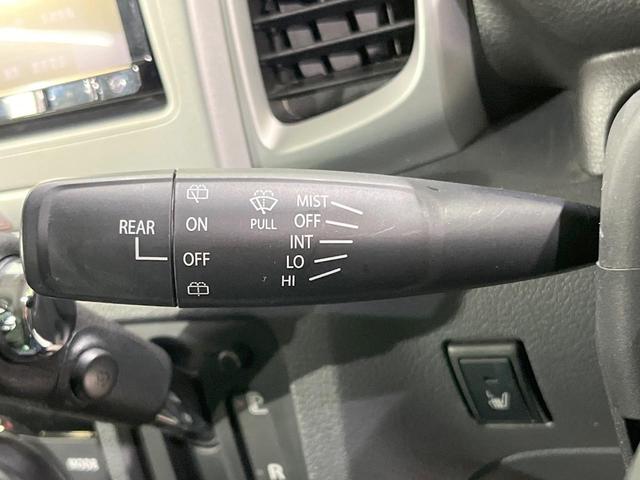 MIST
OFF
INT
LO
HI
PULL
REAR
ON
OFF
R